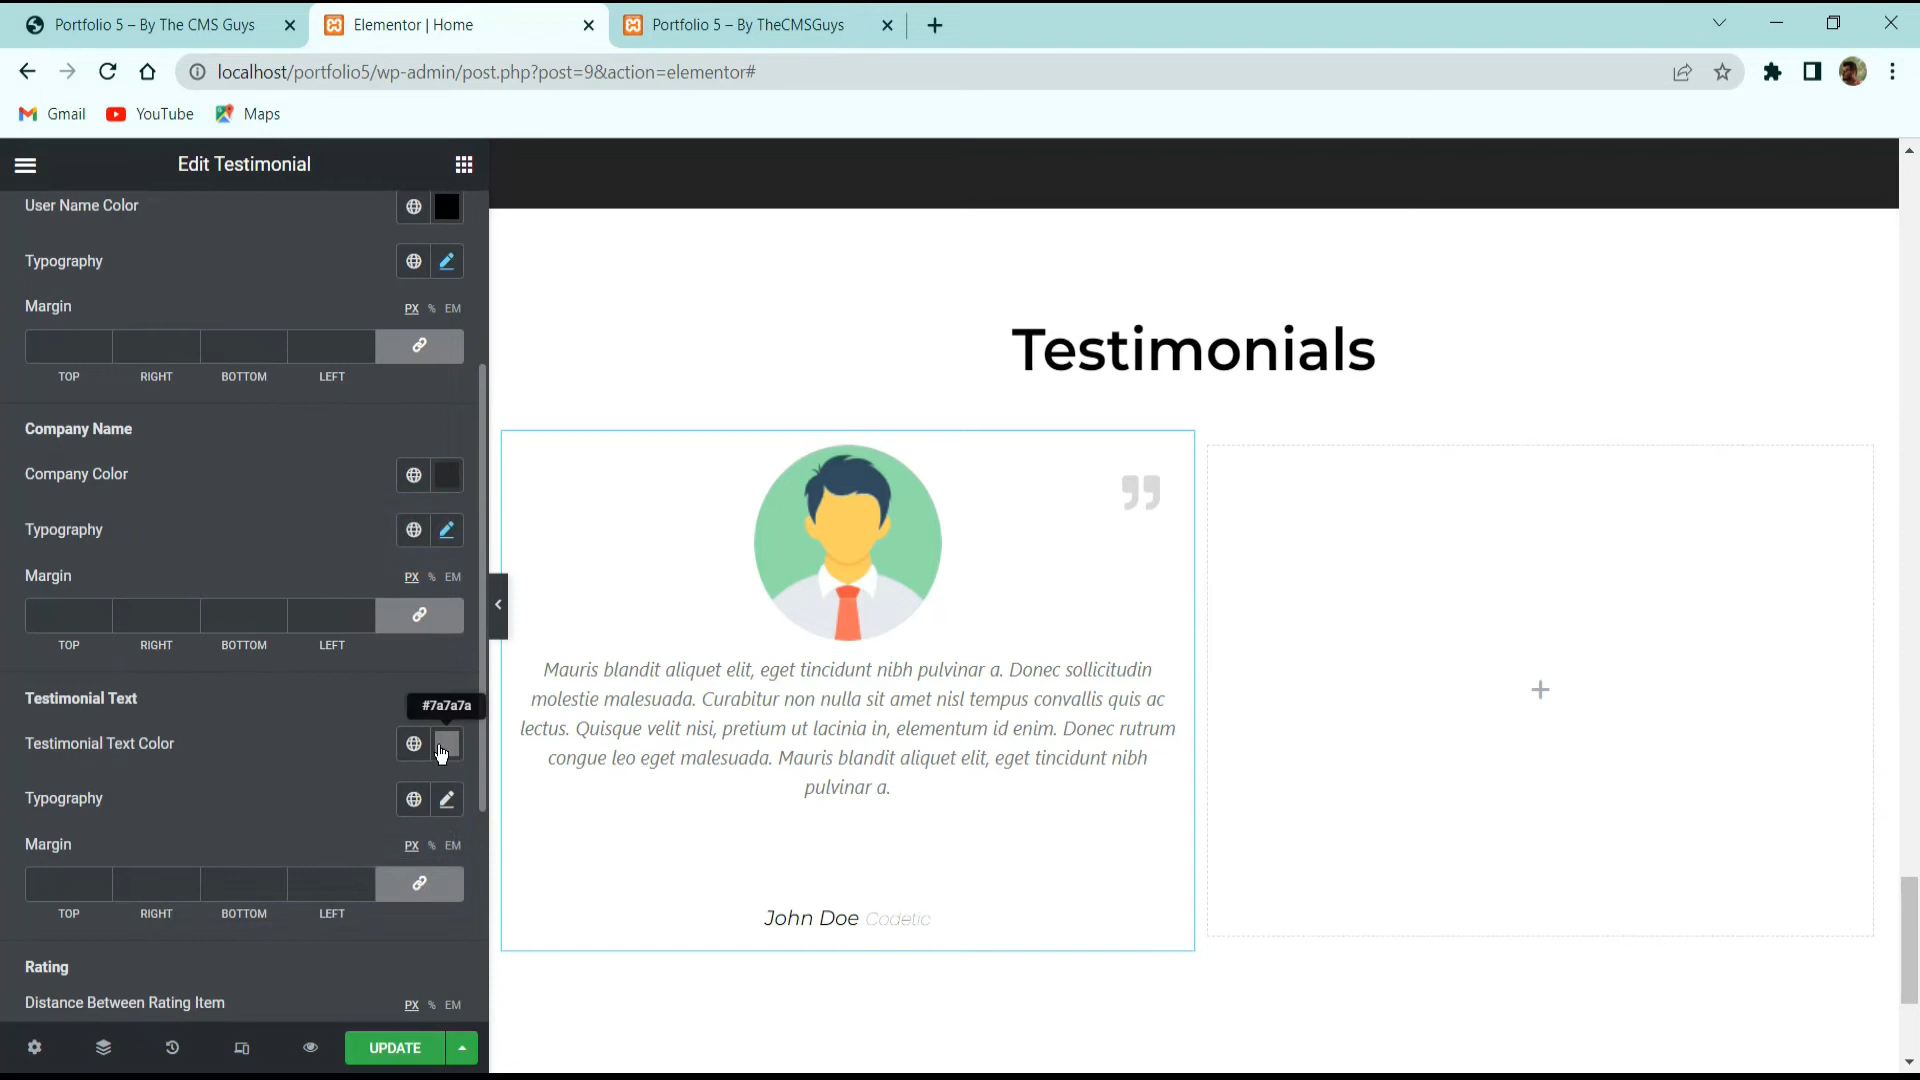 Portfolio 5 – By The CMS Guys
Elementor | Home
Portfolio 5 – By TheCMSGuys
localhost/portfolio5/wp-admin/post.php?post=9&action=elementor#
Gmail
YouTube
Maps
Edit Testimonial
User Name Color
Typography
Margin
PX % EM
TOP RIGHT BOTTOM LEFT
Company Name
Company Color
Typography
Margin
PX % EM
TOP RIGHT BOTTOM LEFT
Testimonial Text
#7a7a7a
Testimonial Text Color
Typography
Margin
PX % EM
TOP RIGHT BOTTOM LEFT
Rating
Distance Between Rating Item
PX % EM
UPDATE
Testimonials
Mauris blandit aliquet elit, eget tincidunt nibh pulvinar a. Donec sollicitudin
molestie malesuada. Curabitur non nulla sit amet nisl tempus convallis quis ac
lectus. Quisque velit nisi, pretium ut lacinia in, elementum id enim. Donec rutrum
congue leo eget malesuada. Mauris blandit aliquet elit, eget tincidunt nibh
pulvinar a.
John Doe Codetic